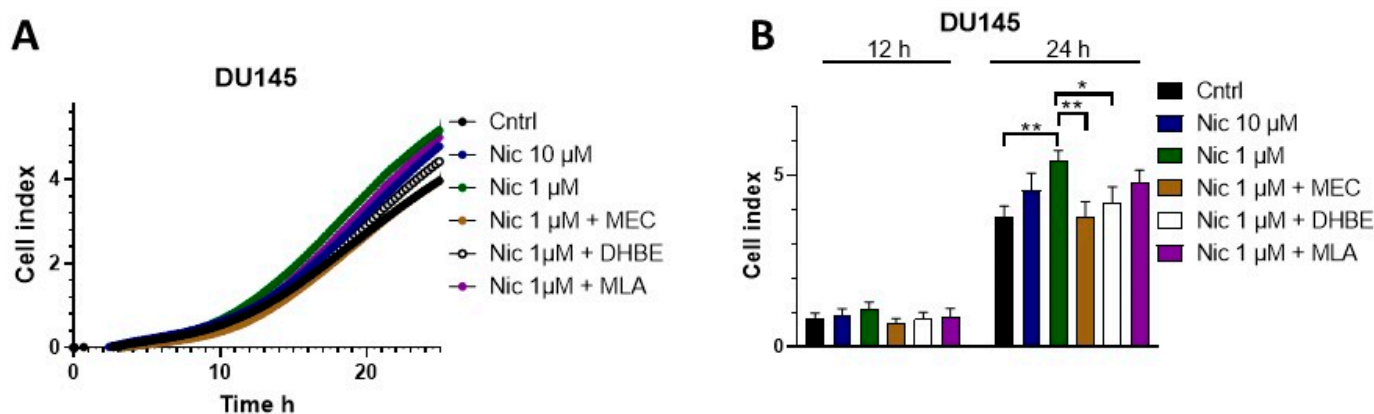 A
DU145
Cell index
4
2
0
0
10
20
Time h
Cntrl
Nic 10 µM
Nic 1 µM
Nic 1 µM + MEC
Nic 1µM + DHBE
Nic 1µM + MLA
B
DU145
12 h
24 h
Cell index
5
0
**
**
*
Cntrl
Nic 10 µM
Nic 1 µM
Nic 1 µM + MEC
Nic 1 µM + DHBE
Nic 1 µM + MLA